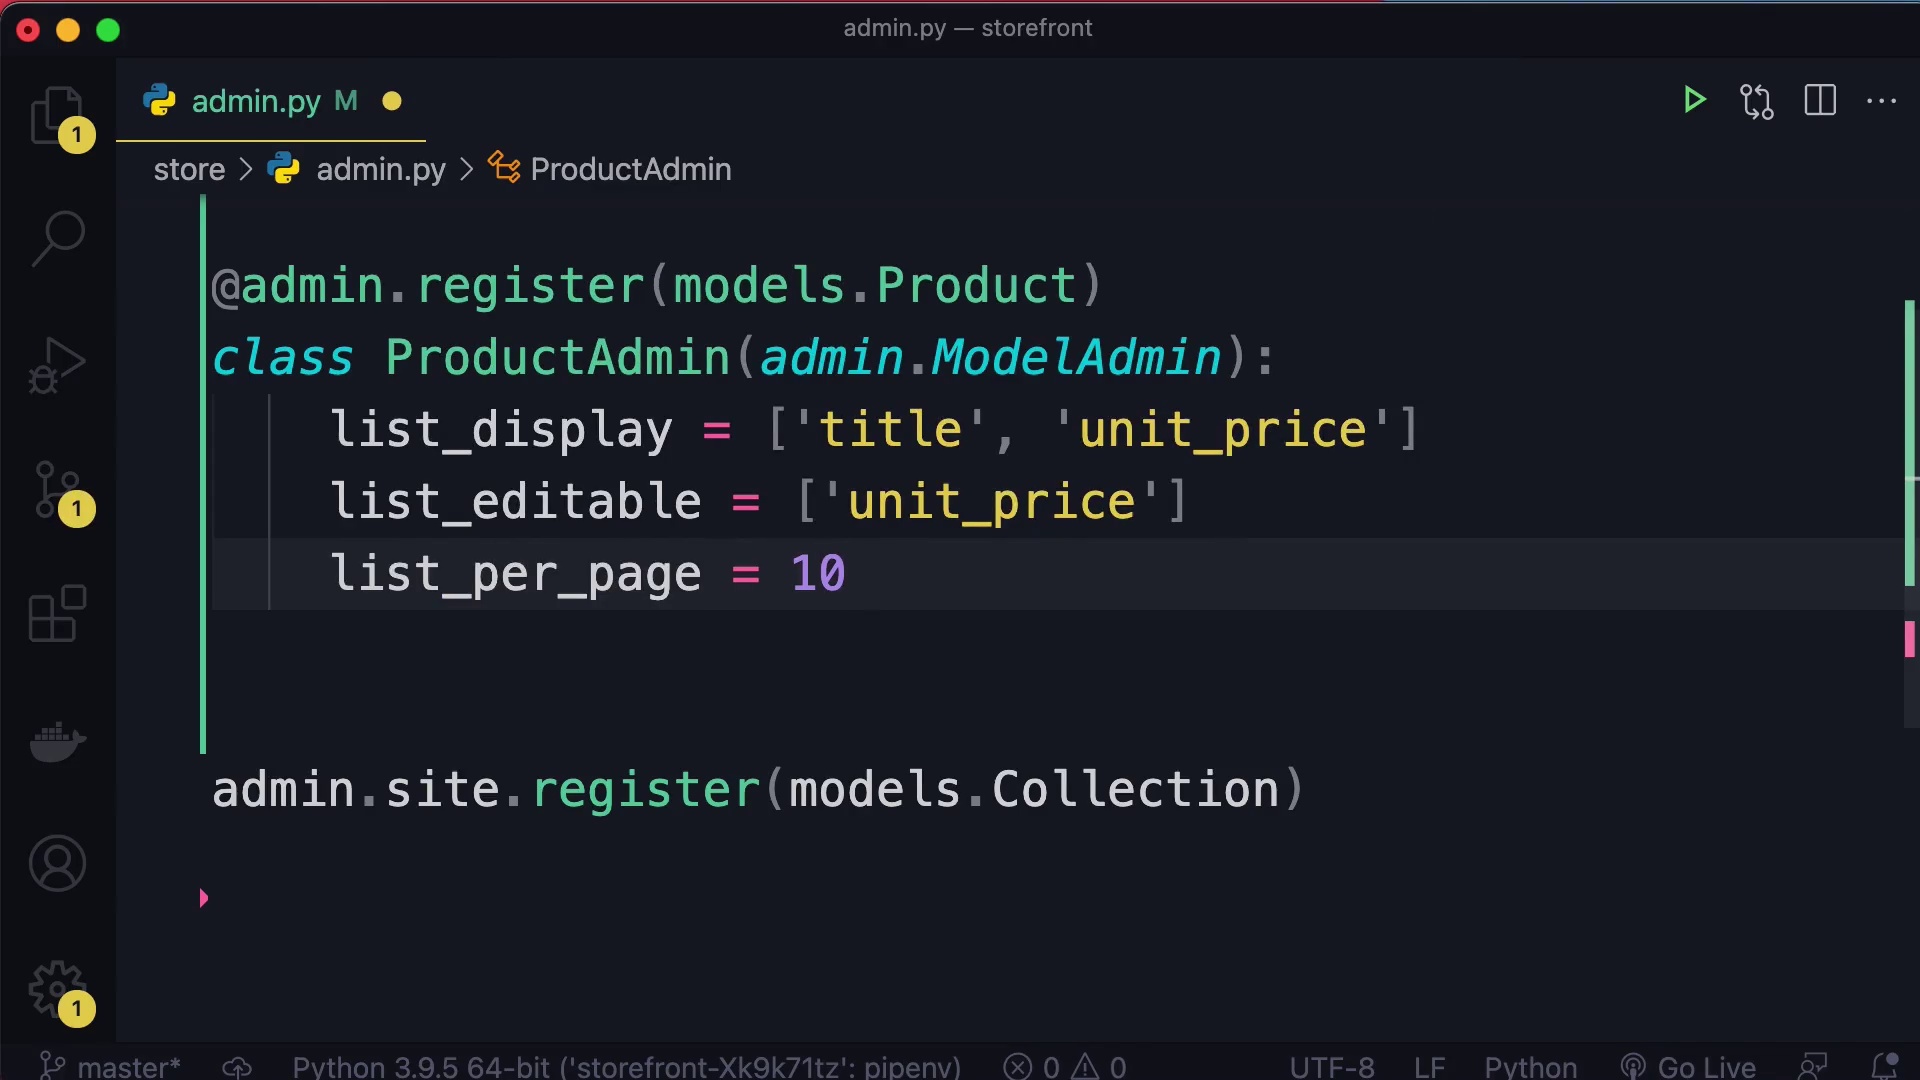 admin.py — storefront
admin.py M
store > admin.py > ProductAdmin
@admin.register(models.Product)
class ProductAdmin(admin.ModelAdmin):
    list_display = ['title', 'unit_price']
    list_editable = ['unit_price']
    list_per_page = 10
admin.site.register(models.Collection)
1
1
1
master* Python 3.9.5 64-bit ('storefront-Xk9k71tz': pipenv) 0 0 UTF-8 LF Python Go Live